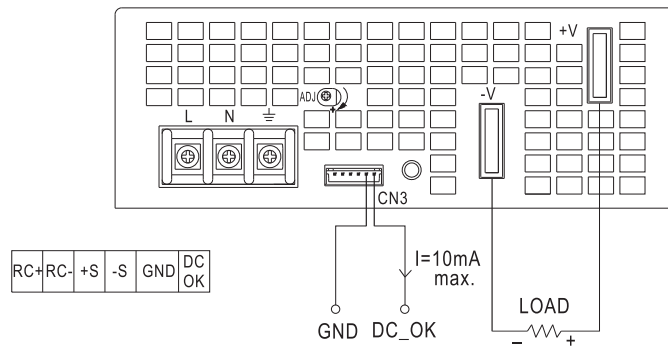 +V
-V
ADJ
+
L N ⏚
CN3
RC+ RC- +S -S GND DC OK
I=10mA
max.
GND DC_OK
LOAD
– +